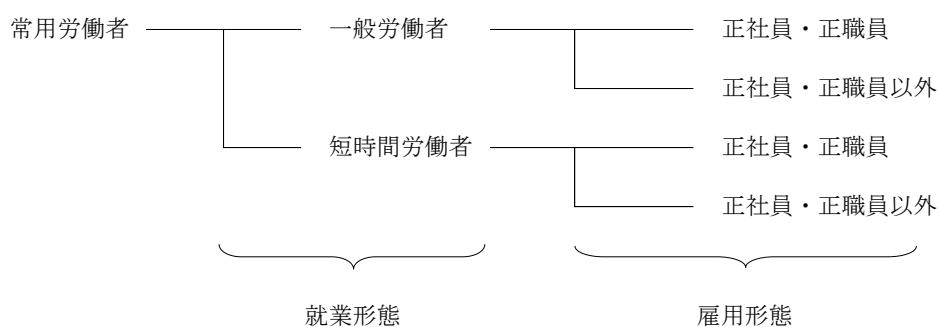 常用労働者 一般労働者 正社員・正職員
正社員・正職員以外
短時間労働者 正社員・正職員
正社員・正職員以外
就業形態 雇用形態